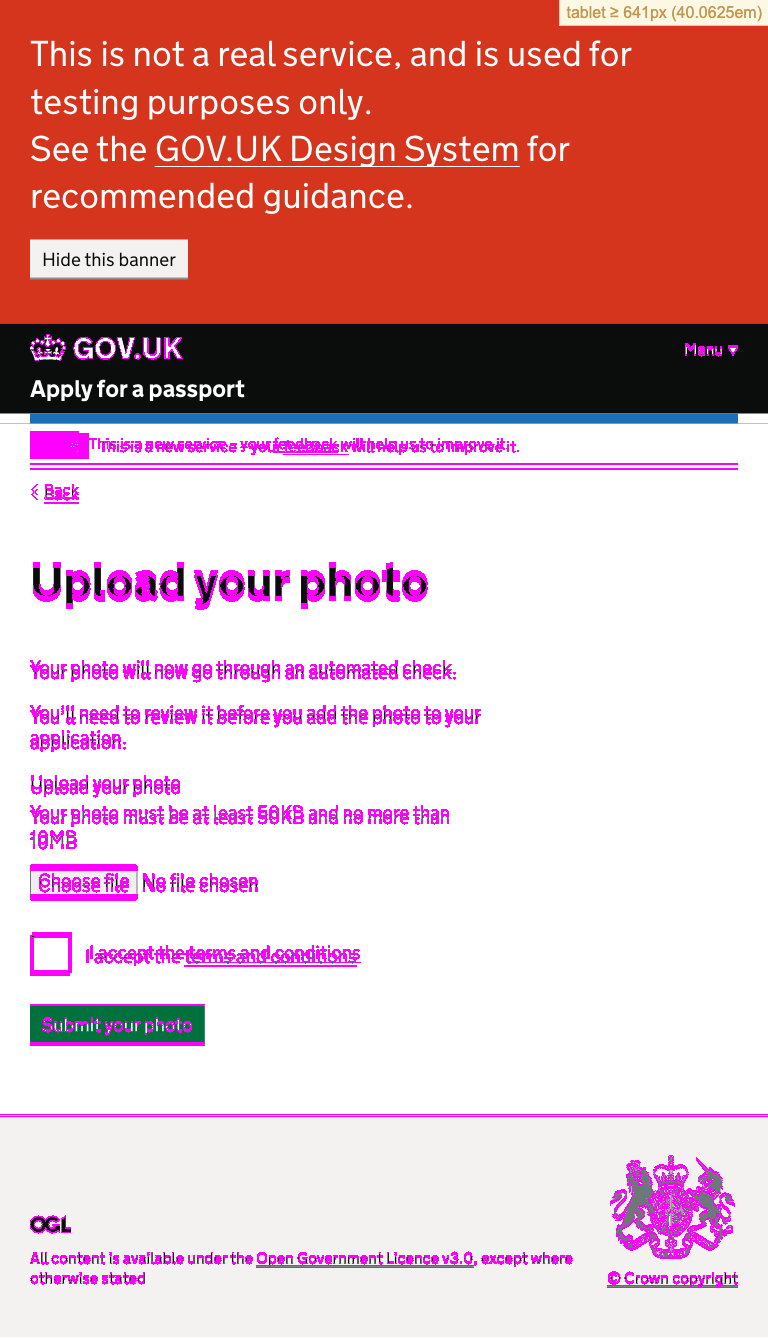 tablet ≥ 641px (40.0625em)
This is not a real service, and is used for
testing purposes only.
See the GOV.UK Design System for
recommended guidance.
Hide this banner
GOV.UK
Menu ▼
Apply for a passport
This is a new service – your feedback will help us to improve it.
Back
Upload your photo
Your photo will now go through an automated check.
You’ll need to review it before you add the photo to your
application.
Upload your photo
Your photo must be at least 50KB and no more than
10MB
Choose file No file chosen
I accept the terms and conditions
Submit your photo
OGL
All content is available under the Open Government Licence v3.0, except where
otherwise stated
© Crown copyright